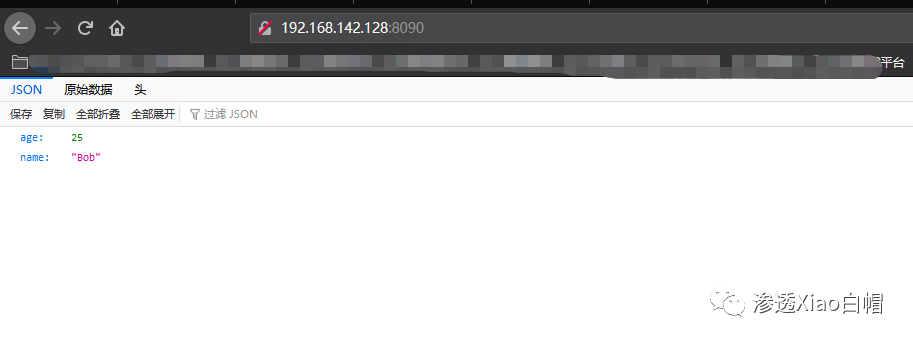 192.168.142.128:8090
平台
JSON 原始数据 头
保存 复制 全部折叠 全部展开 过滤 JSON
age: 25
name: "Bob"
渗透Xiao白帽